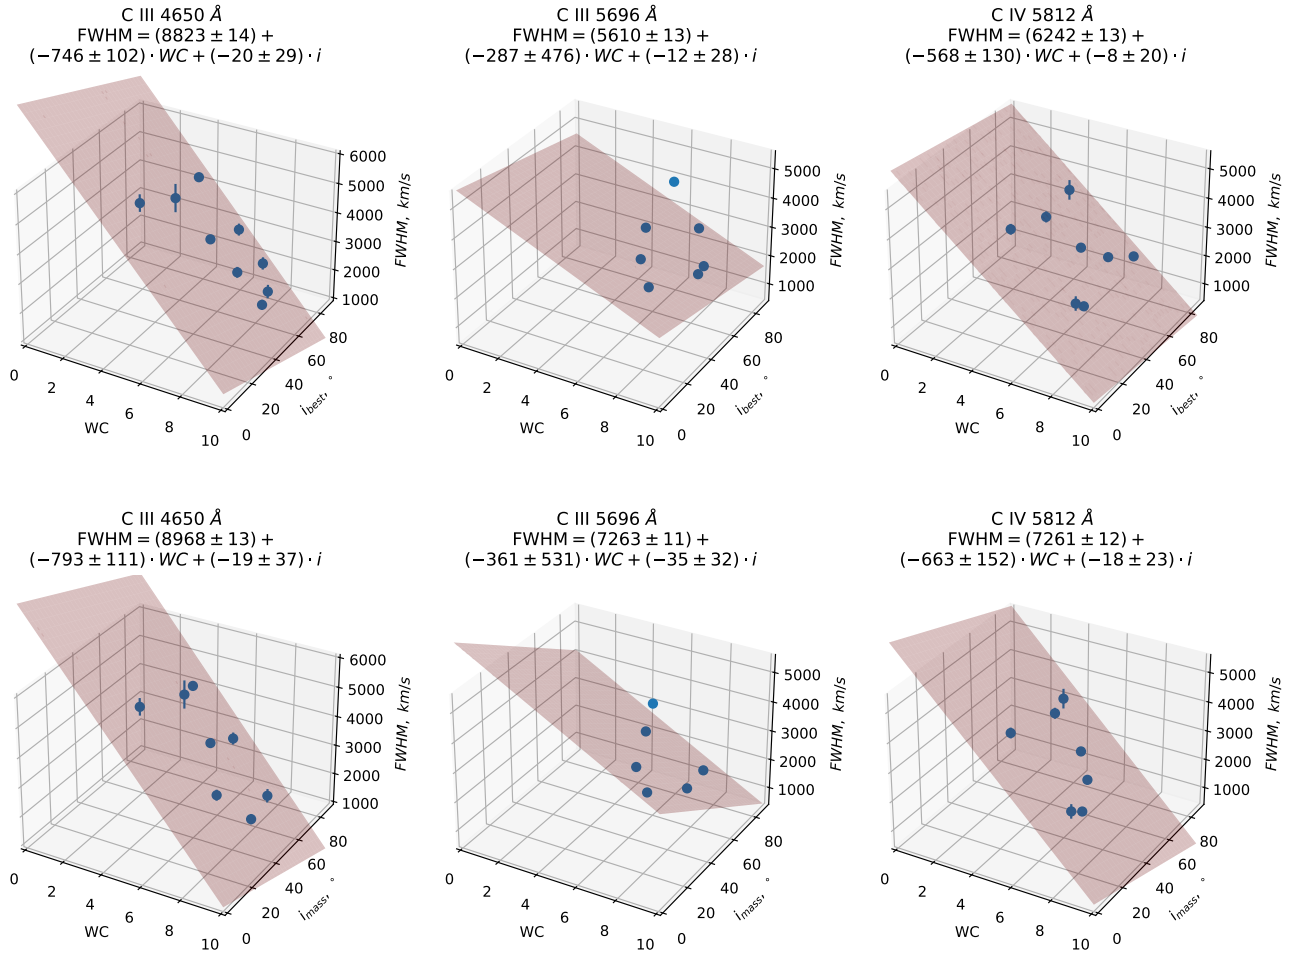 C III 4650 Å
FWHM = (8823 ± 14) +
(−746 ± 102) · WC + (−20 ± 29) · i
6000
5000
4000
3000
2000
1000
FWHM, km/s
0
2
4
6
8
10
WC
0
20
40
60
80
i_best, °
C III 5696 Å
FWHM = (5610 ± 13) +
(−287 ± 476) · WC + (−12 ± 28) · i
5000
4000
3000
2000
1000
FWHM, km/s
0
2
4
6
8
10
WC
0
20
40
60
80
i_best, °
C IV 5812 Å
FWHM = (6242 ± 13) +
(−568 ± 130) · WC + (−8 ± 20) · i
5000
4000
3000
2000
1000
FWHM, km/s
0
2
4
6
8
10
WC
0
20
40
60
80
i_best, °
C III 4650 Å
FWHM = (8968 ± 13) +
(−793 ± 111) · WC + (−19 ± 37) · i
6000
5000
4000
3000
2000
1000
FWHM, km/s
0
2
4
6
8
10
WC
0
20
40
60
80
i_mass, °
C III 5696 Å
FWHM = (7263 ± 11) +
(−361 ± 531) · WC + (−35 ± 32) · i
5000
4000
3000
2000
1000
FWHM, km/s
0
2
4
6
8
10
WC
0
20
40
60
80
i_mass, °
C IV 5812 Å
FWHM = (7261 ± 12) +
(−663 ± 152) · WC + (−18 ± 23) · i
5000
4000
3000
2000
1000
FWHM, km/s
0
2
4
6
8
10
WC
0
20
40
60
80
i_mass, °